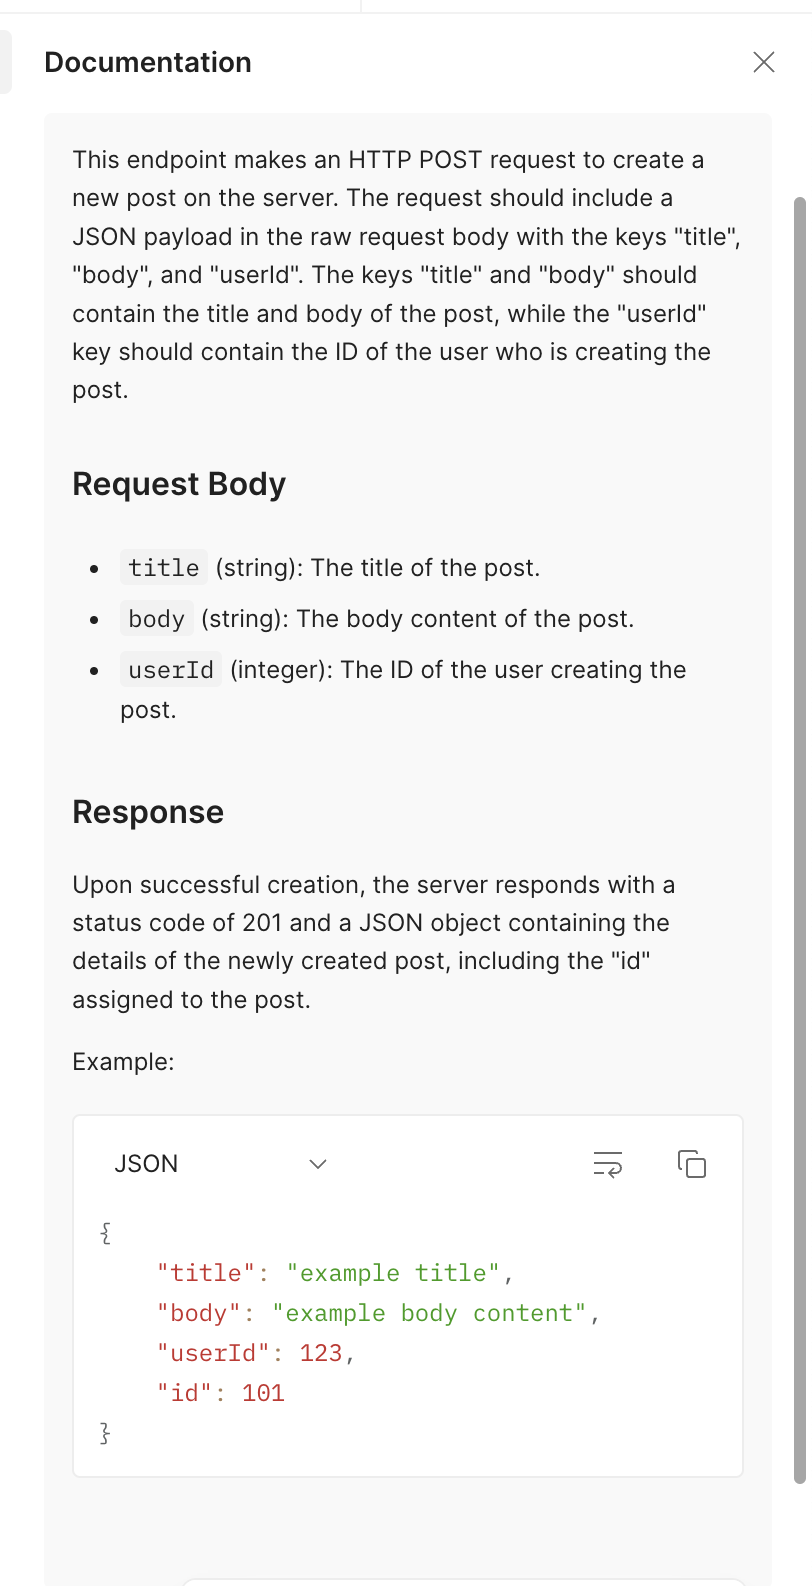 Documentation
This endpoint makes an HTTP POST request to create a
new post on the server. The request should include a
JSON payload in the raw request body with the keys "title",
"body", and "userId". The keys "title" and "body" should
contain the title and body of the post, while the "userId"
key should contain the ID of the user who is creating the
post.
Request Body
• title (string): The title of the post.
• body (string): The body content of the post.
• userId (integer): The ID of the user creating the
post.
Response
Upon successful creation, the server responds with a
status code of 201 and a JSON object containing the
details of the newly created post, including the "id"
assigned to the post.
Example:
JSON
{
    "title": "example title",
    "body": "example body content",
    "userId": 123,
    "id": 101
}